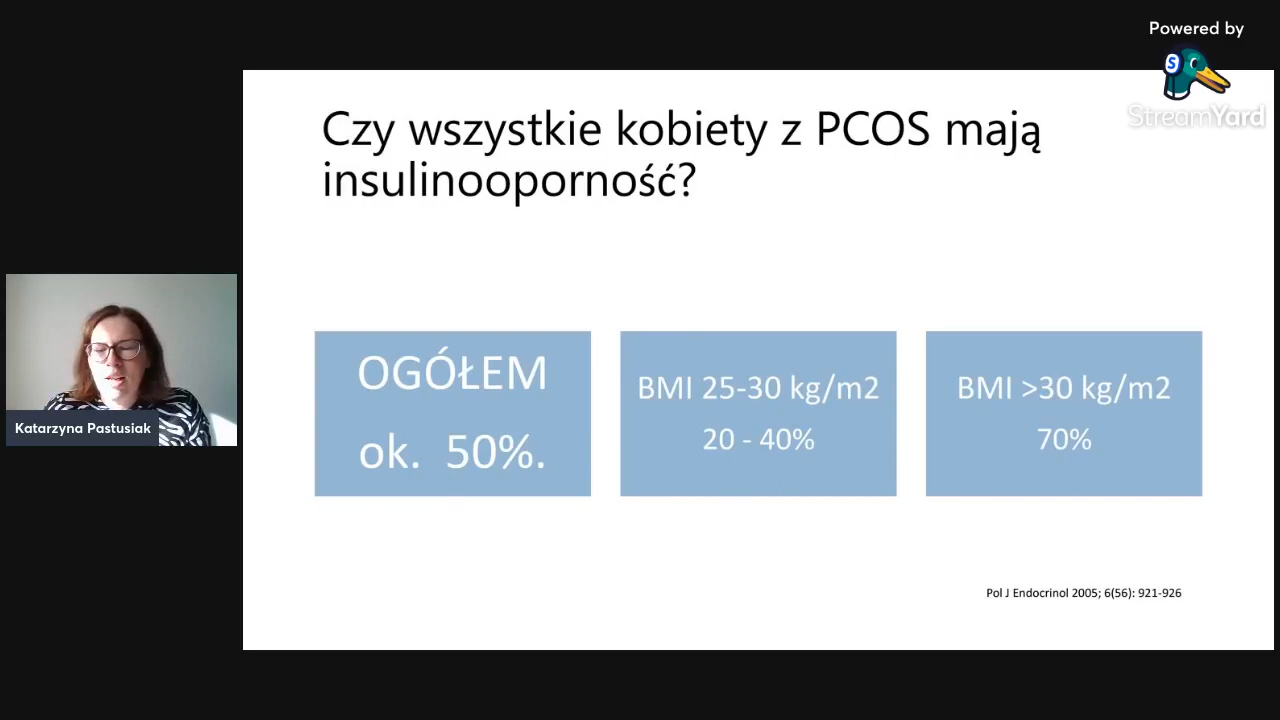 Powered by
S
StreamYard
Czy wszystkie kobiety z PCOS mają
insulinooporność?
OGÓŁEM
ok. 50%.
BMI 25-30 kg/m2
20 - 40%
BMI >30 kg/m2
70%
Katarzyna Pastusiak
Pol J Endocrinol 2005; 6(56): 921-926